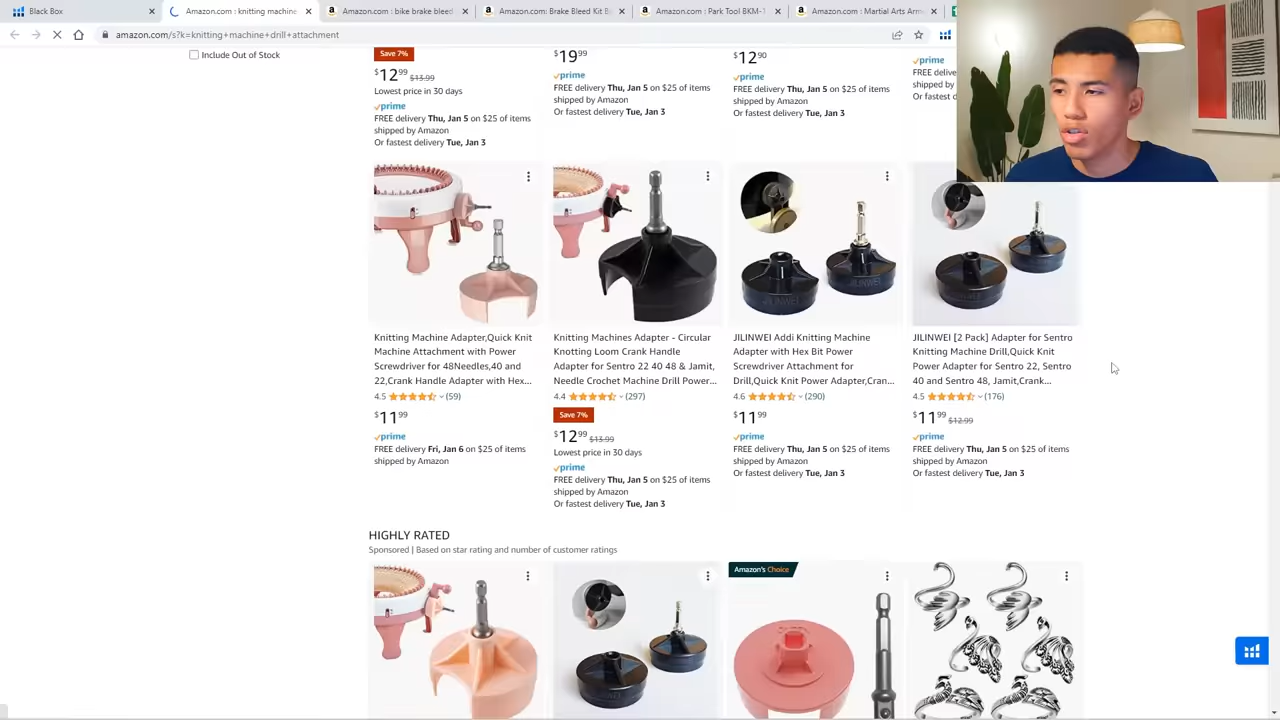 Black Box
Amazon.com : knitting machine
Amazon.com : bike brake bleed
Amazon.com: Brake Bleed Kit B
Amazon.com : Park Tool BKM-1
Amazon.com : Martial Arts Arm
amazon.com/s?k=knitting+machine+drill+attachment
Include Out of Stock
Save 7%
$12.99 $13.99
Lowest price in 30 days
prime
FREE delivery Thu, Jan 5 on $25 of items
shipped by Amazon
Or fastest delivery Tue, Jan 3
$19.99
prime
FREE delivery Thu, Jan 5 on $25 of items
shipped by Amazon
Or fastest delivery Tue, Jan 3
$12.90
prime
FREE delivery Thu, Jan 5 on $25 of items
shipped by Amazon
Or fastest delivery Tue, Jan 3
prime
FREE
shipped by
Or fastest
Knitting Machine Adapter,Quick Knit
Machine Attachment with Power
Screwdriver for 48Needles,40 and
22,Crank Handle Adapter with Hex...
4.5 (59)
$11.99
prime
FREE delivery Fri, Jan 6 on $25 of items
shipped by Amazon
Knitting Machines Adapter - Circular
Knotting Loom Crank Handle
Adapter for Sentro 22 40 48 & Jamit,
Needle Crochet Machine Drill Power...
4.4 (297)
Save 7%
$12.99 $13.99
Lowest price in 30 days
prime
FREE delivery Thu, Jan 5 on $25 of items
shipped by Amazon
Or fastest delivery Tue, Jan 3
JILINWEI
JILINWEI
JILINWEI Addi Knitting Machine
Adapter with Hex Bit Power
Screwdriver Attachment for
Drill,Quick Knit Power Adapter,Cran...
4.6 (290)
$11.99
prime
FREE delivery Thu, Jan 5 on $25 of items
shipped by Amazon
Or fastest delivery Tue, Jan 3
JILINWEI [2 Pack] Adapter for Sentro
Knitting Machine Drill,Quick Knit
Power Adapter for Sentro 22, Sentro
40 and Sentro 48, Jamit,Crank...
4.5 (176)
$11.99 $12.99
prime
FREE delivery Thu, Jan 5 on $25 of items
shipped by Amazon
Or fastest delivery Tue, Jan 3
HIGHLY RATED
Sponsored | Based on star rating and number of customer ratings
Amazon's Choice